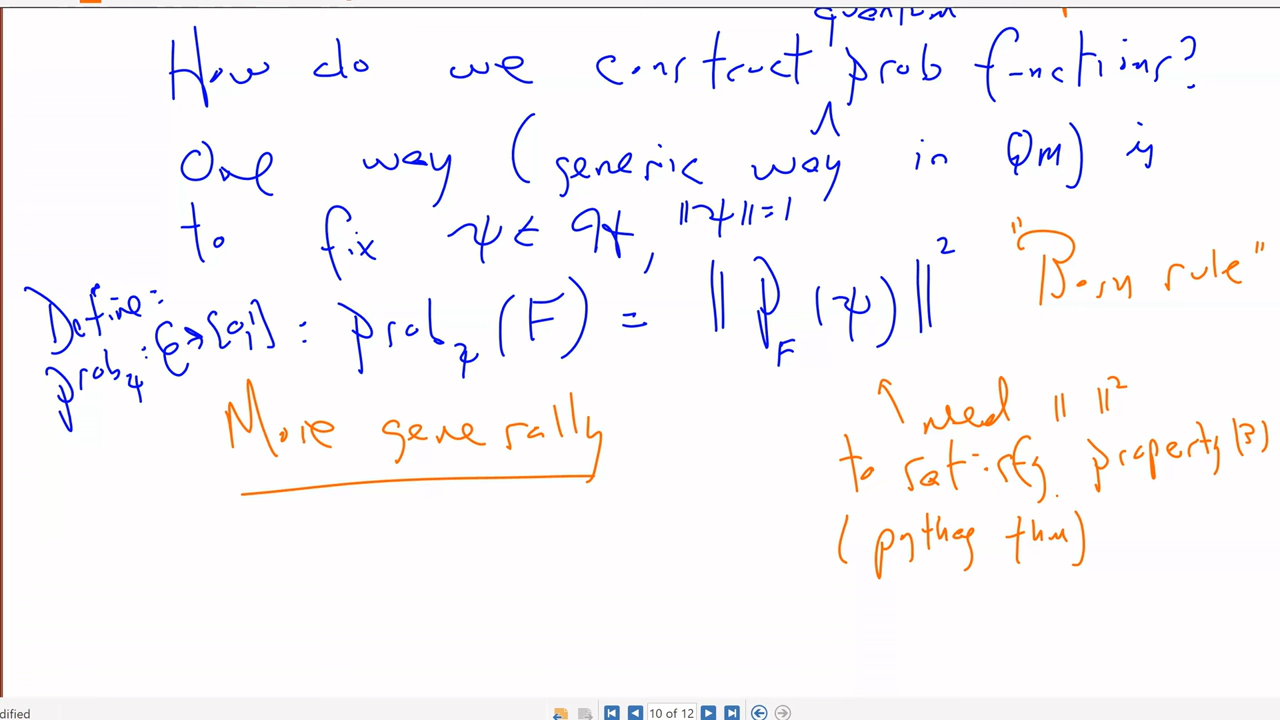 quantum
How do we construct ^ prob functions?
One way (generic way in QM) is
to fix ψ ∈ ℋ, ||ψ||=1
"Born rule"
Define:
prob_ψ: ℰ→[0,1] : prob_ψ (F) = || P_F (ψ) ||²
More generally
↑ need || ||²
to satisfy property (3)
(pythag thm)
dified
10 of 12